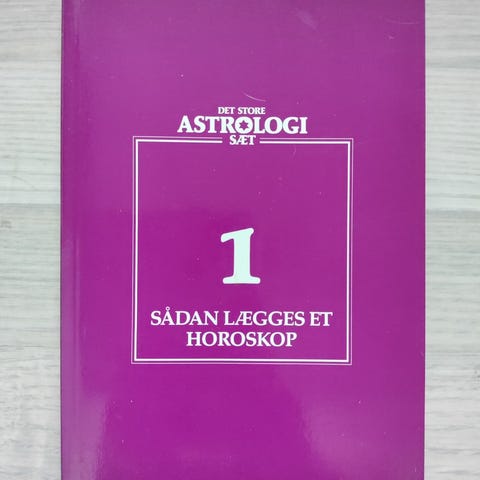 DET STORE
ASTROLOGI
SÆT
1
SÅDAN LÆGGES ET
HOROSKOP